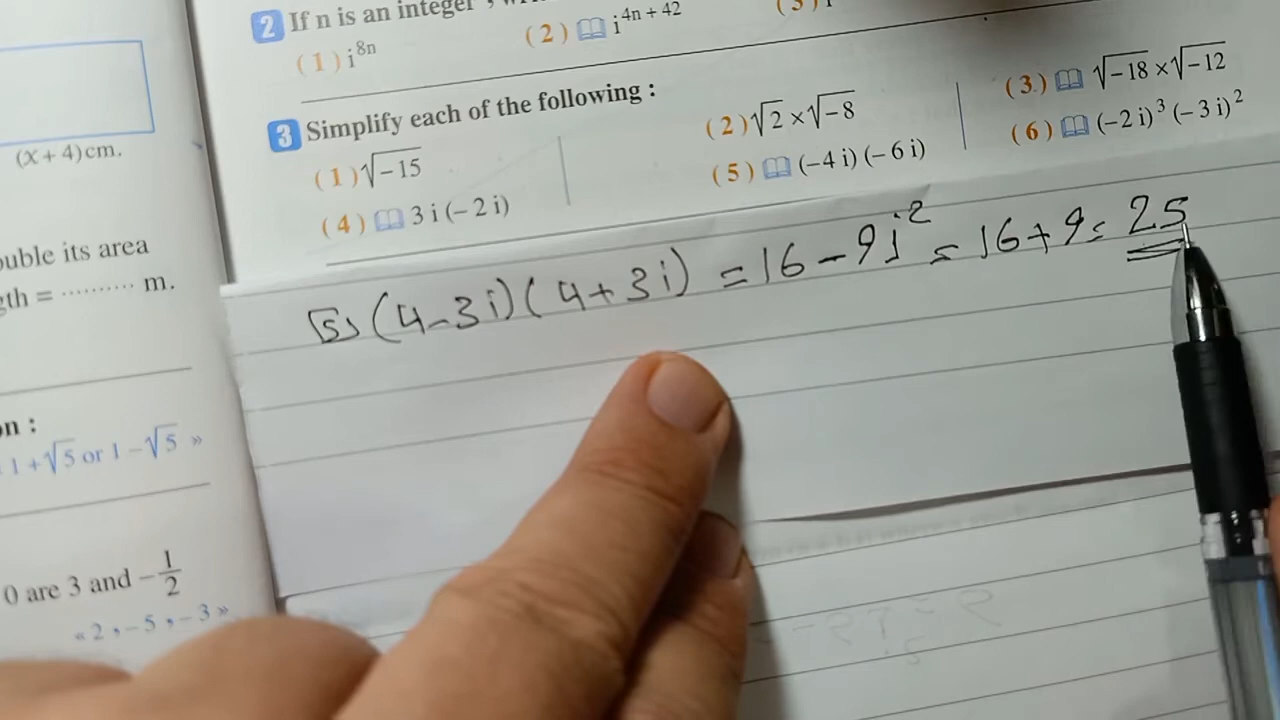 (x + 4) cm.
ouble its area
gth = ·········· m.
on :
1 + √5 or 1 − √5 »
0 are 3 and − 1/2
« 2 , − 5 , − 3 »
2 If n is an integer ,
(1) i^8n
(2) i^4n + 42
(3)
3 Simplify each of the following :
(1) √−15
(2) √2 × √−8
(3) √−18 × √−12
(4) 3 i (− 2 i)
(5) (− 4 i) (− 6 i)
(6) (− 2 i)^3 (− 3 i)^2
5) (4 - 3i)(4 + 3i) = 16 - 9i^2 = 16 + 9 = 25